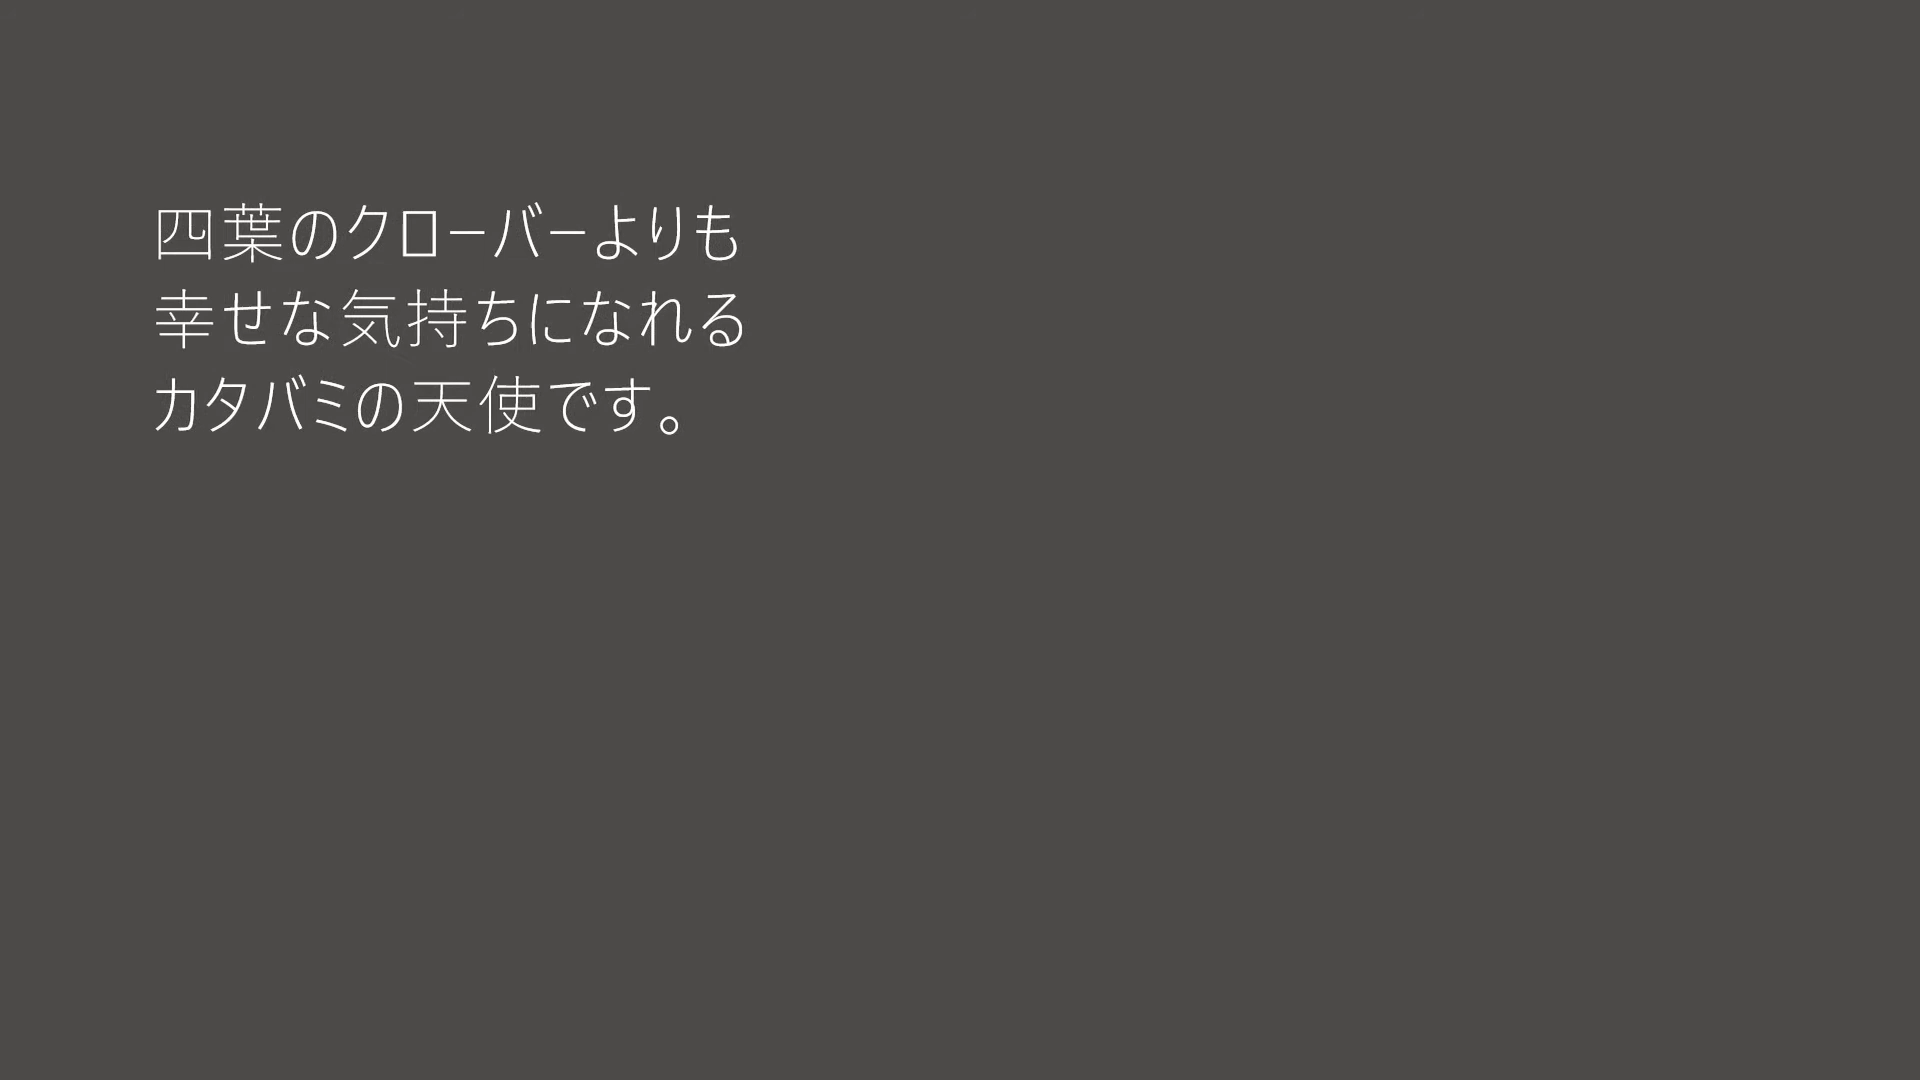 四葉のクローバーよりも
幸せな気持ちになれる
カタバミの天使です。